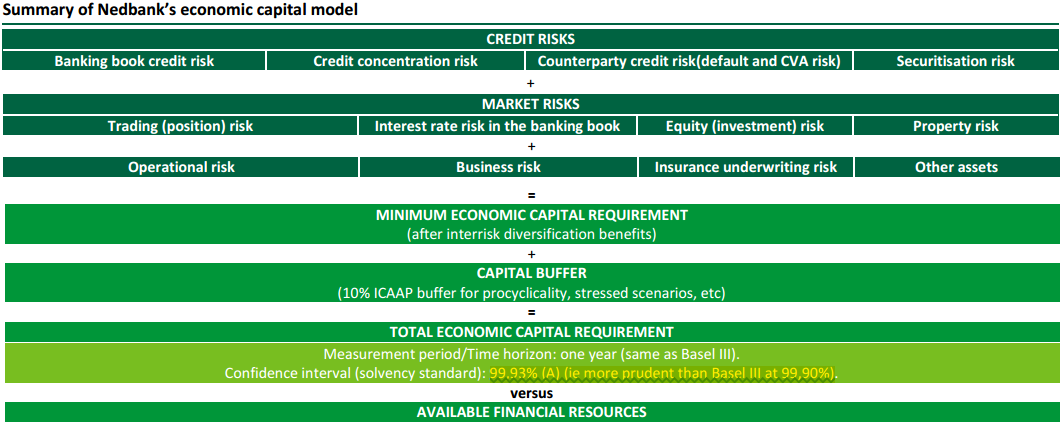 Summary of Nedbank's economic capital model
CREDIT RISKS
Banking book credit risk Credit concentration risk Counterparty credit risk(default and CVA risk) Securitisation risk
+
MARKET RISKS
Trading (position) risk Interest rate risk in the banking book Equity (investment) risk Property risk
+
Operational risk Business risk Insurance underwriting risk Other assets
=
MINIMUM ECONOMIC CAPITAL REQUIREMENT
(after interrisk diversification benefits)
+
CAPITAL BUFFER
(10% ICAAP buffer for procyclicality, stressed scenarios, etc)
=
TOTAL ECONOMIC CAPITAL REQUIREMENT
Measurement period/Time horizon: one year (same as Basel III).
Confidence interval (solvency standard): 99.93% (A) (ie more prudent than Basel III at 99,90%).
versus
AVAILABLE FINANCIAL RESOURCES